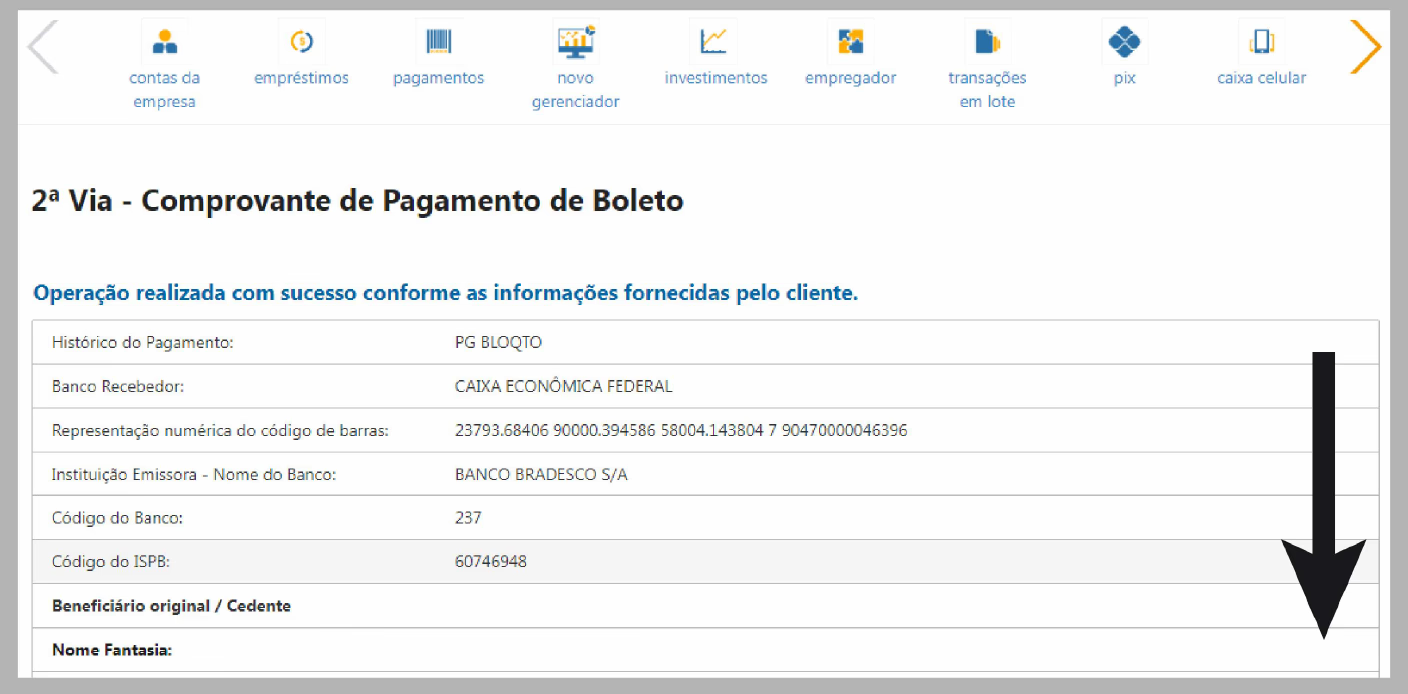 contas da
empresa
empréstimos
pagamentos
novo
gerenciador
investimentos
empregador
transações
em lote
pix
caixa celular
2ª Via - Comprovante de Pagamento de Boleto
Operação realizada com sucesso conforme as informações fornecidas pelo cliente.
Histórico do Pagamento: PG BLOQTO
Banco Recebedor: CAIXA ECONÔMICA FEDERAL
Representação numérica do código de barras: 23793.68406 90000.394586 58004.143804 7 90470000046396
Instituição Emissora - Nome do Banco: BANCO BRADESCO S/A
Código do Banco: 237
Código do ISPB: 60746948
Beneficiário original / Cedente
Nome Fantasia: